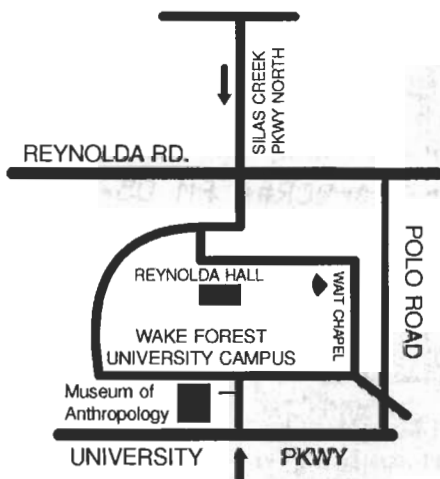 SILAS CREEK
PKWY NORTH
REYNOLDA RD.
POLO ROAD
REYNOLDA HALL
WAIT CHAPEL
WAKE FOREST
UNIVERSITY CAMPUS
Museum of
Anthropology
UNIVERSITY PKWY